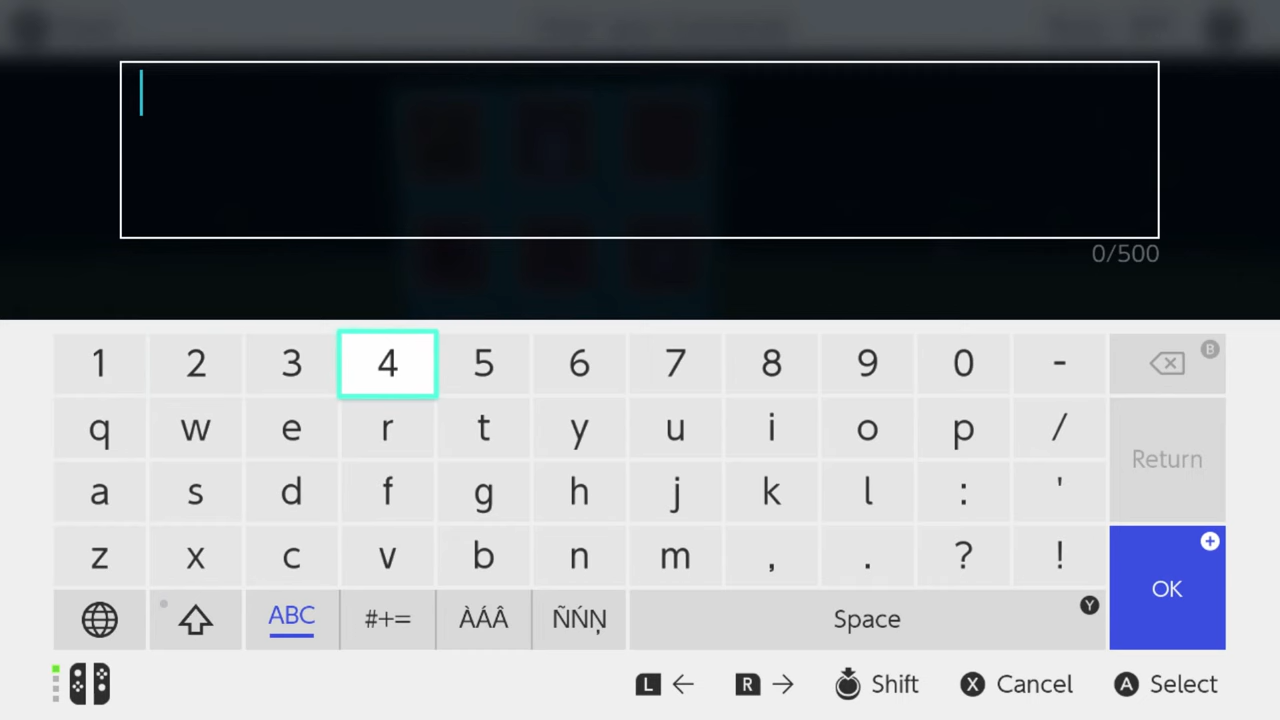 0/500
1 2 3 4 5 6 7 8 9 0 - B
q w e r t y u i o p /
Return
a s d f g h j k l : '
z x c v b n m , . ? !
OK +
ABC #+= ÀÁÂ ÑŃŅ Space Y
L ← R → Shift X Cancel A Select